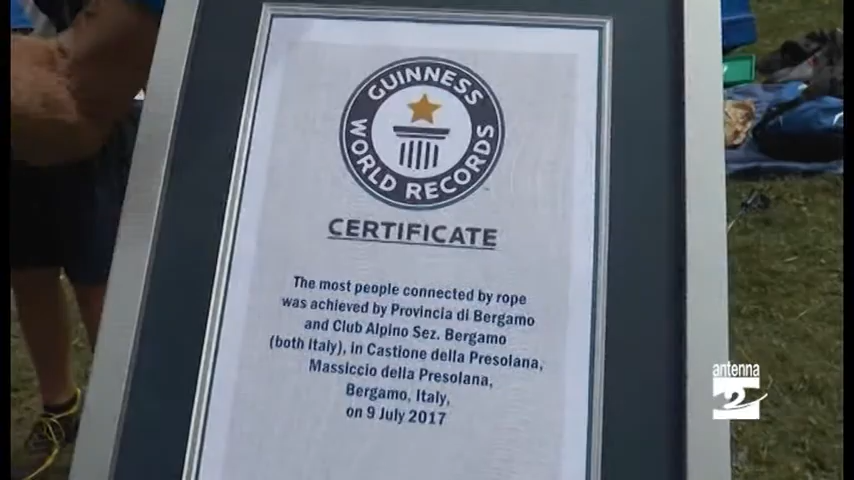 GUINNESS
WORLD RECORDS
CERTIFICATE
The most people connected by rope
was achieved by Provincia di Bergamo
and Club Alpino Sez. Bergamo
(both Italy), in Castione della Presolana,
Massiccio della Presolana,
Bergamo, Italy,
on 9 July 2017
antenna
2